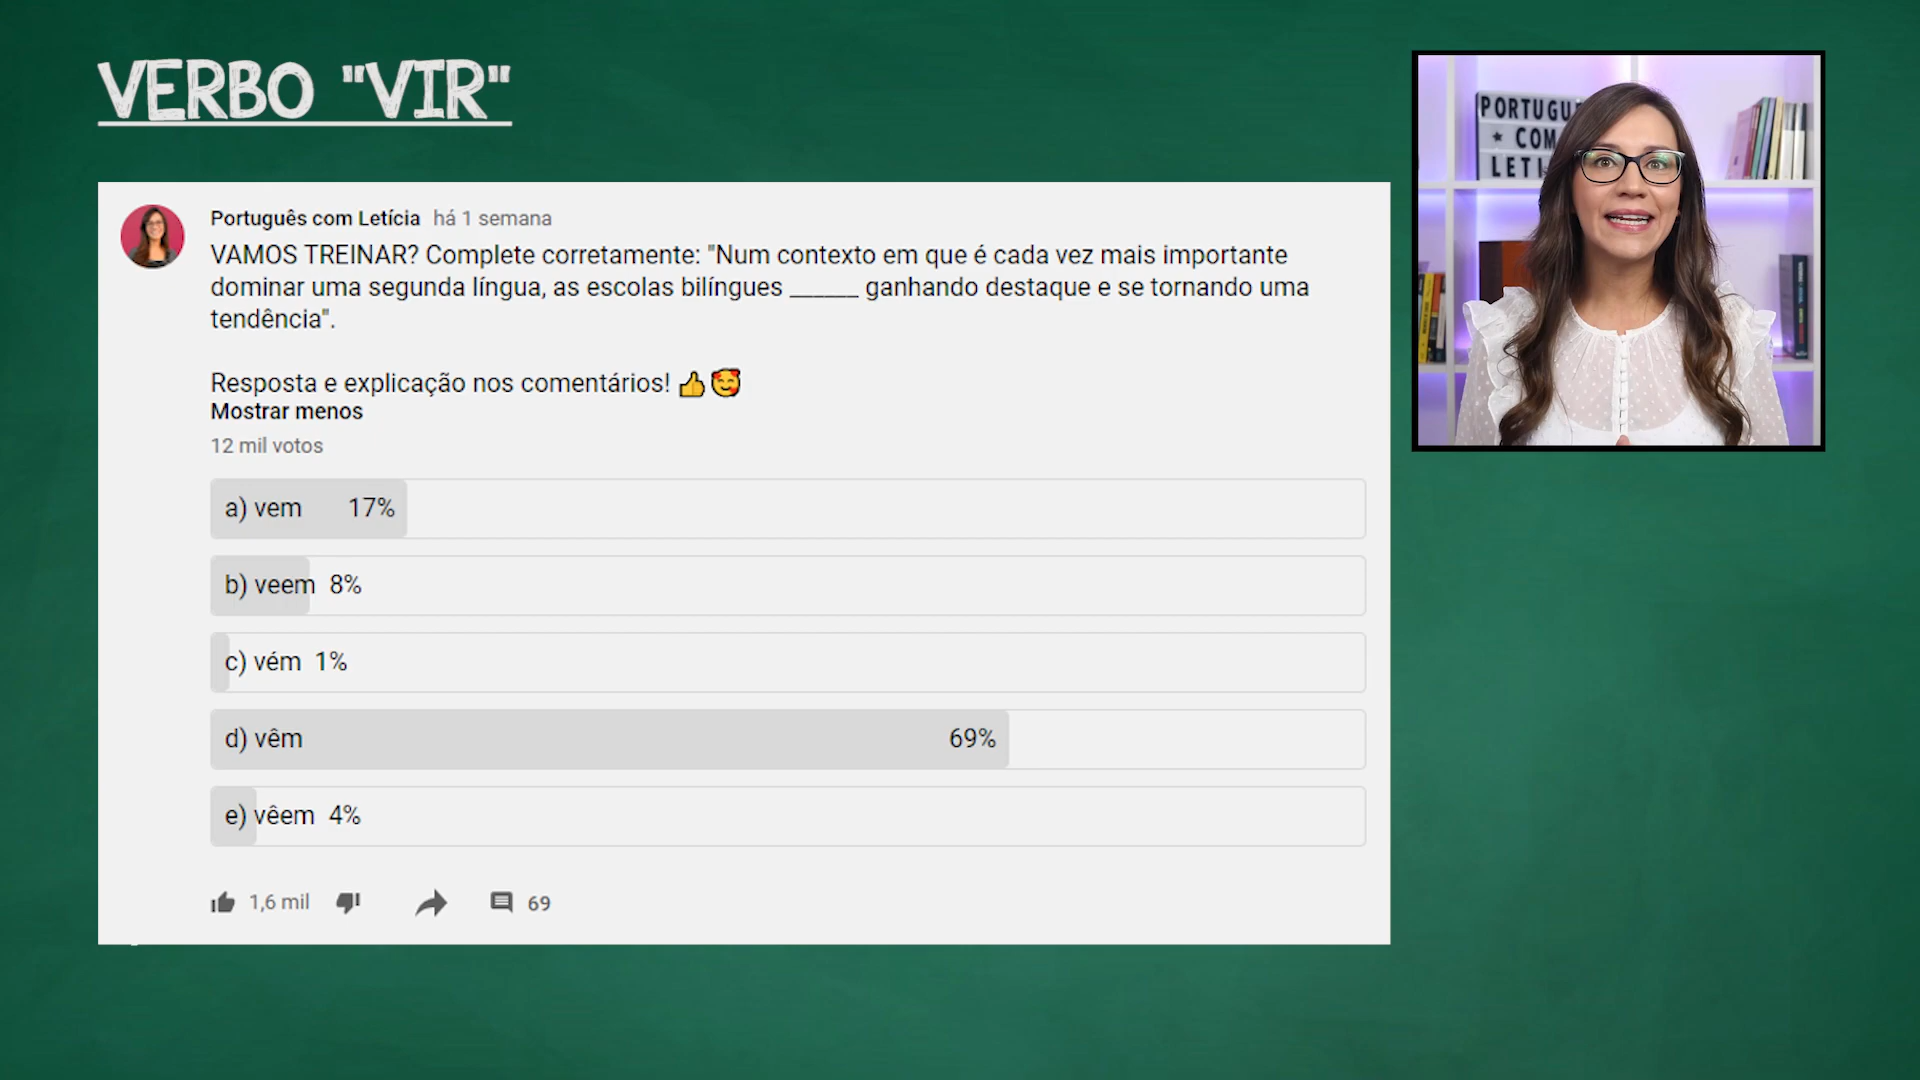 VERBO "VIR"
PORTUGU
★ COM
LETI
Português com Letícia há 1 semana
VAMOS TREINAR? Complete corretamente: "Num contexto em que é cada vez mais importante
dominar uma segunda língua, as escolas bilíngues ______ ganhando destaque e se tornando uma
tendência".
Resposta e explicação nos comentários! 👍🥰
Mostrar menos
12 mil votos
a) vem 17%
b) veem 8%
c) vém 1%
d) vêm 69%
e) vêem 4%
1,6 mil
69